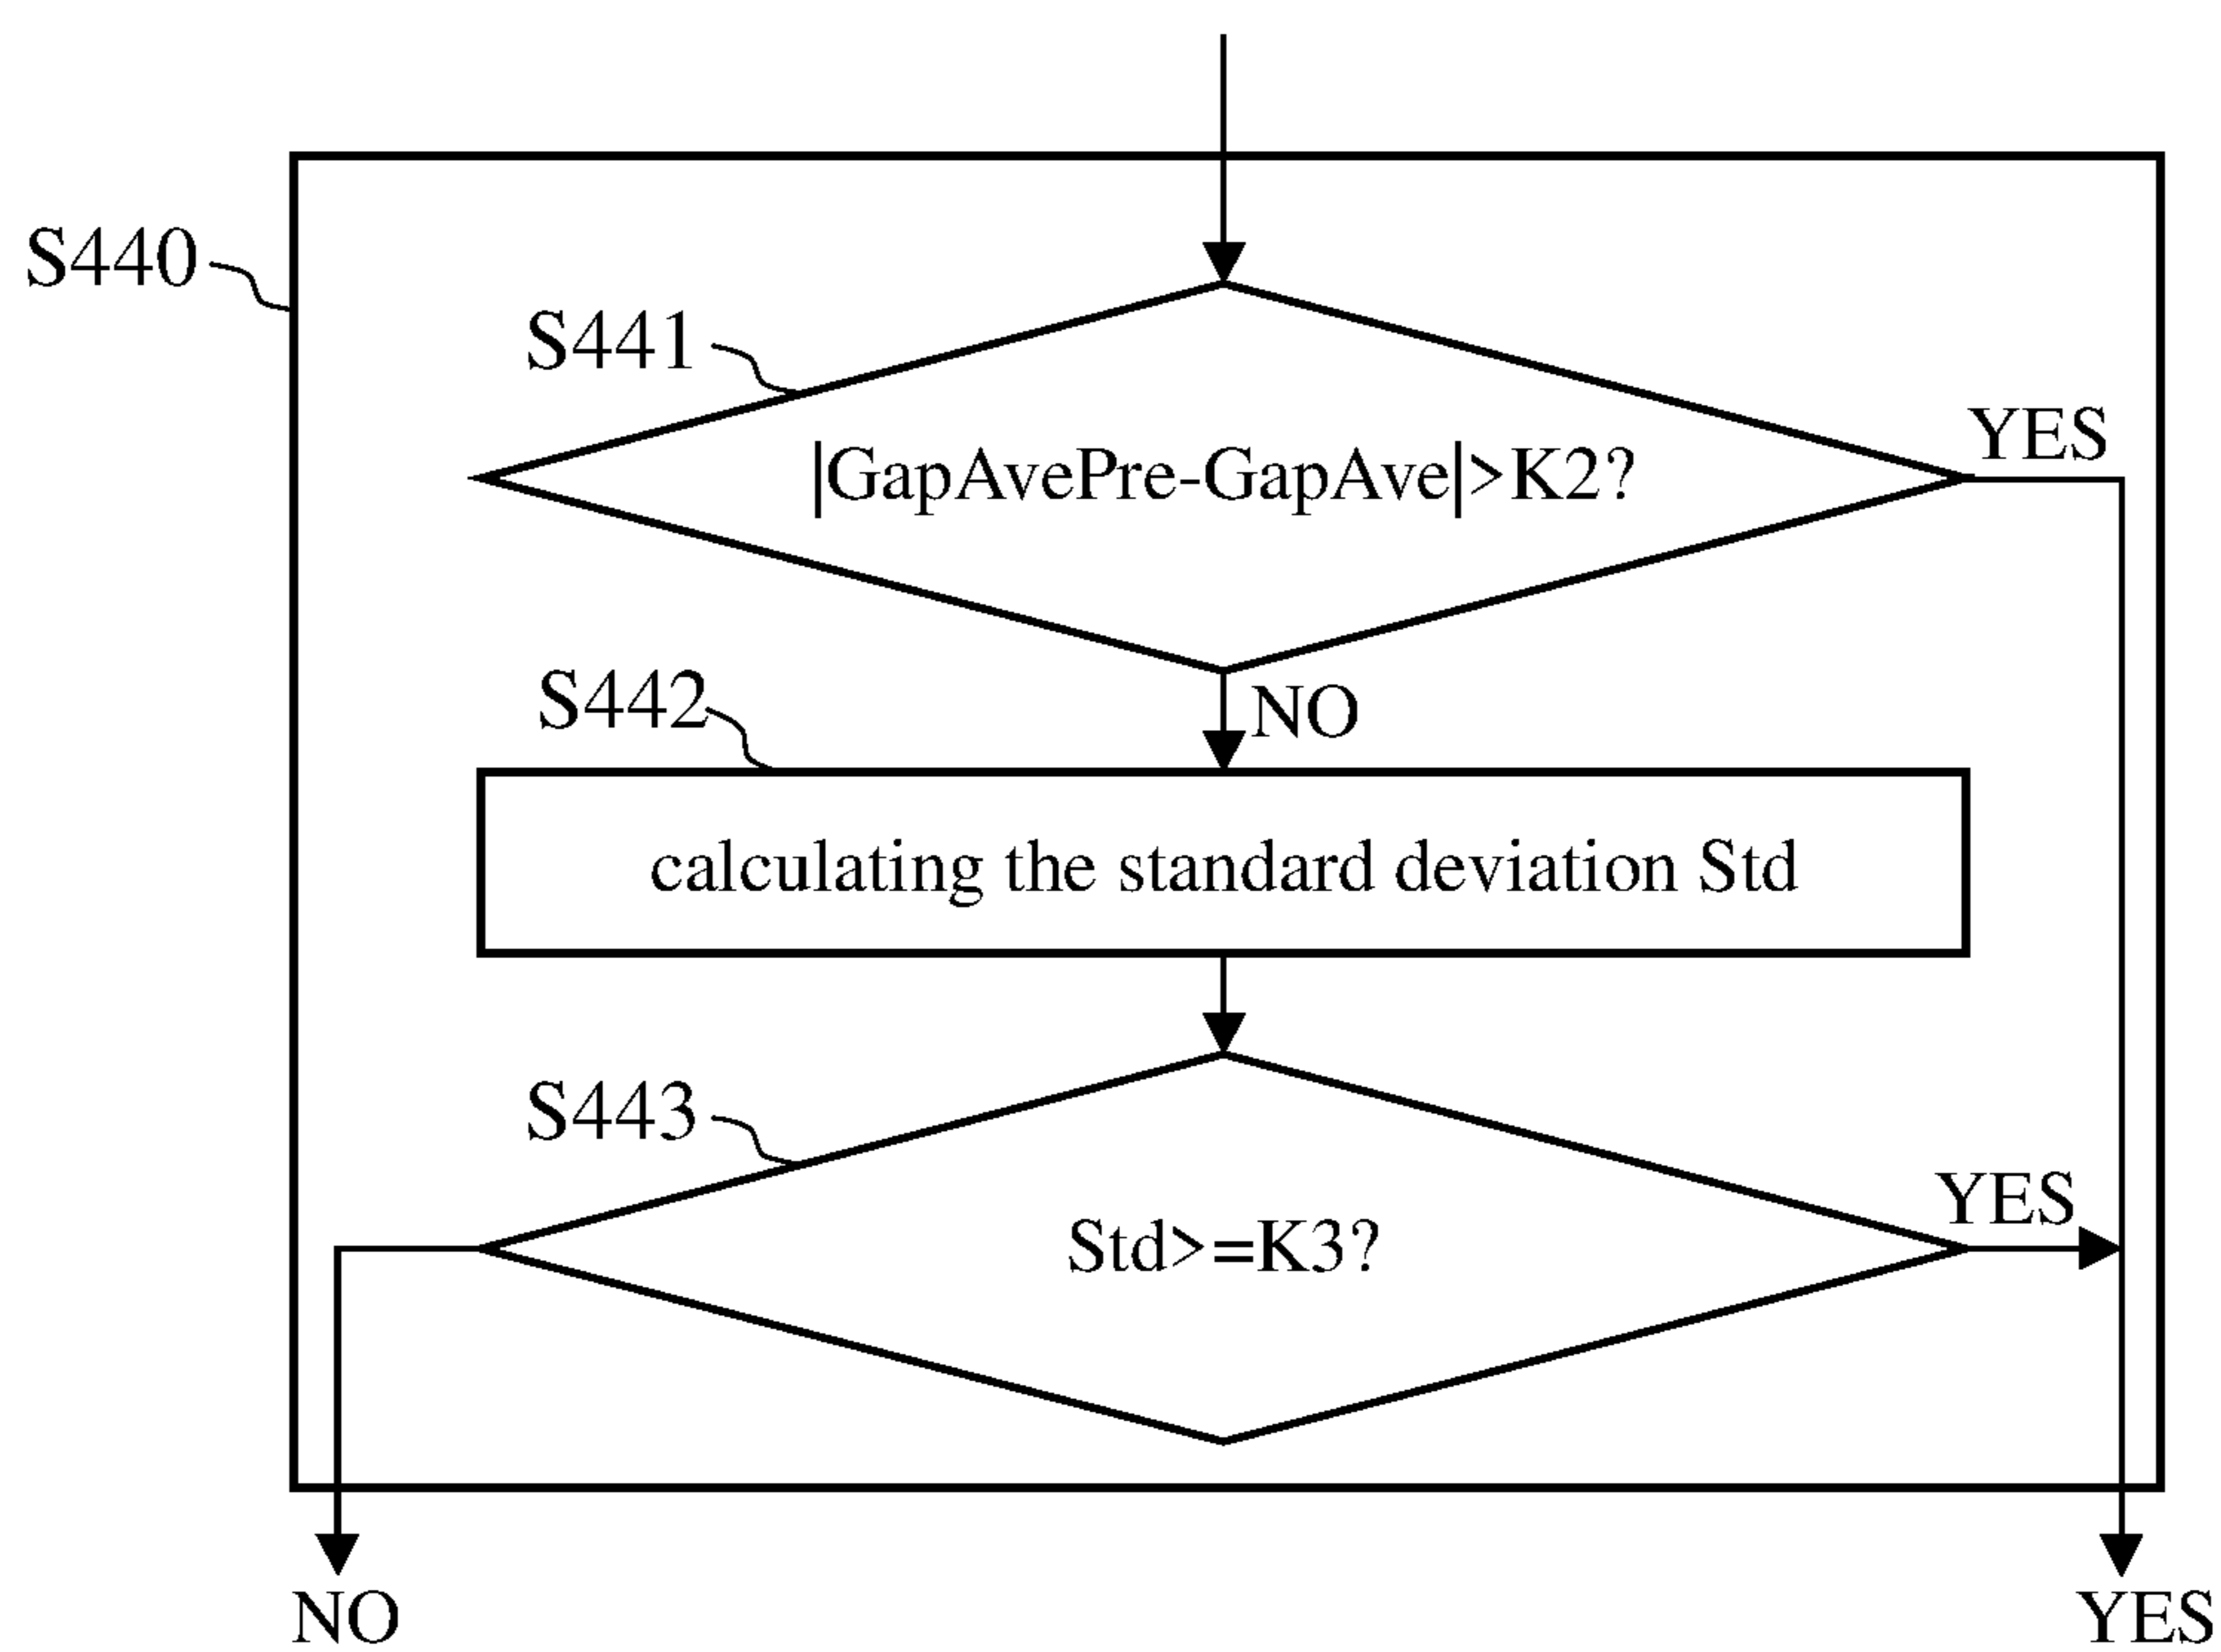 S440
S441
|GapAvePre-GapAve|>K2?
YES
S442
NO
calculating the standard deviation Std
S443
YES
Std>=K3?
NO
YES